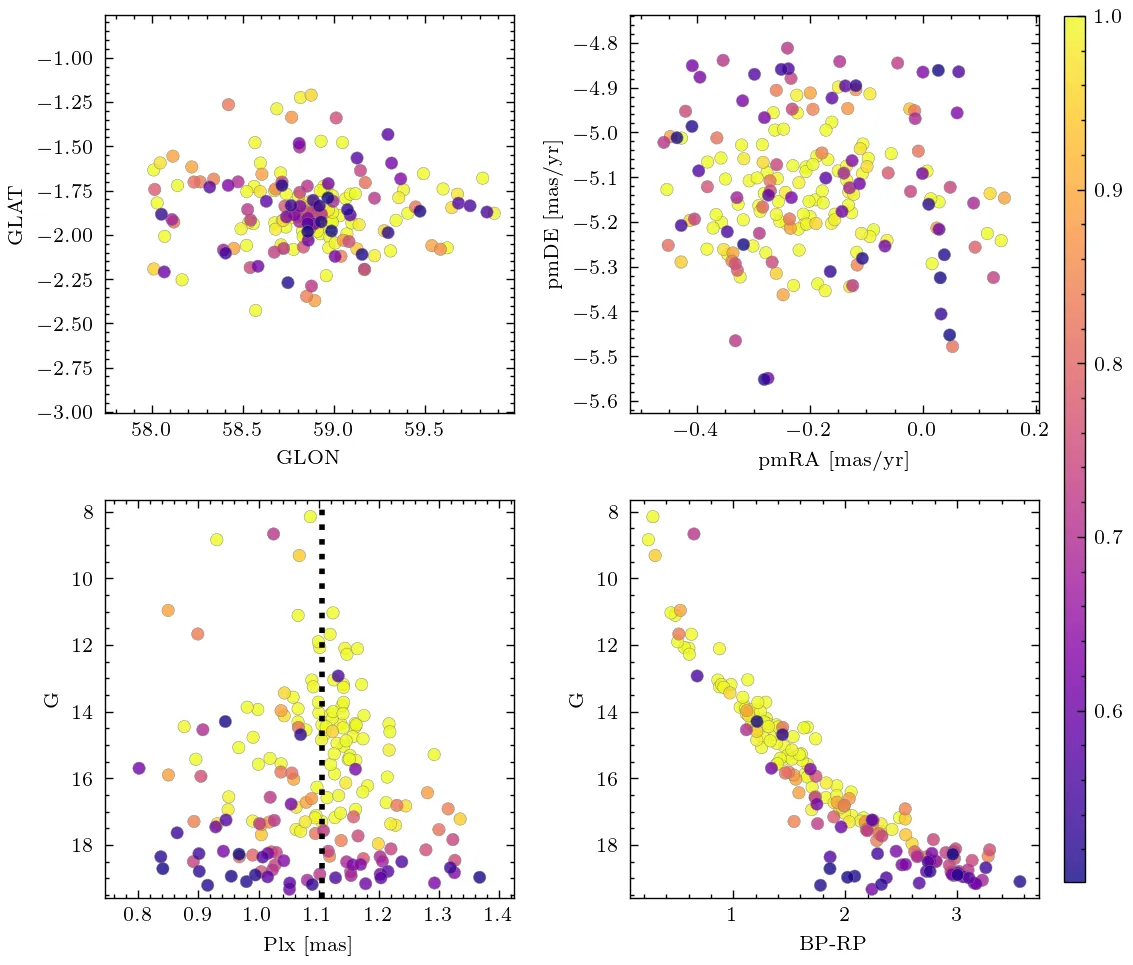 −1.00
−1.25
−1.50
−1.75
−2.00
−2.25
−2.50
−2.75
−3.00
GLAT
58.0 58.5 59.0 59.5
GLON
−4.8
−4.9
−5.0
−5.1
−5.2
−5.3
−5.4
−5.5
−5.6
pmDE [mas/yr]
−0.4 −0.2 0.0 0.2
pmRA [mas/yr]
8
10
12
14
16
18
G
0.8 0.9 1.0 1.1 1.2 1.3 1.4
Plx [mas]
8
10
12
14
16
18
G
1 2 3
BP-RP
1.0
0.9
0.8
0.7
0.6